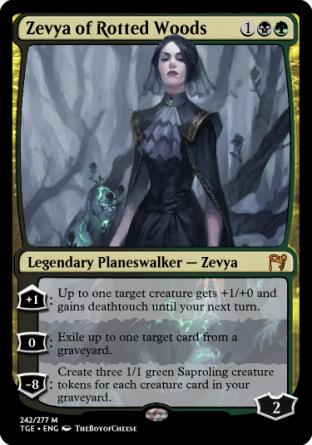 Zevya of Rotted Woods 1
Legendary Planeswalker — Zevya
+1: Up to one target creature gets +1/+0 and
gains deathtouch until your next turn.
0: Exile up to one target card from a
graveyard.
-8: Create three 1/1 green Saproling creature
tokens for each creature card in your
graveyard.
2
242/277 M
TGE • ENG TheBoyofCheese